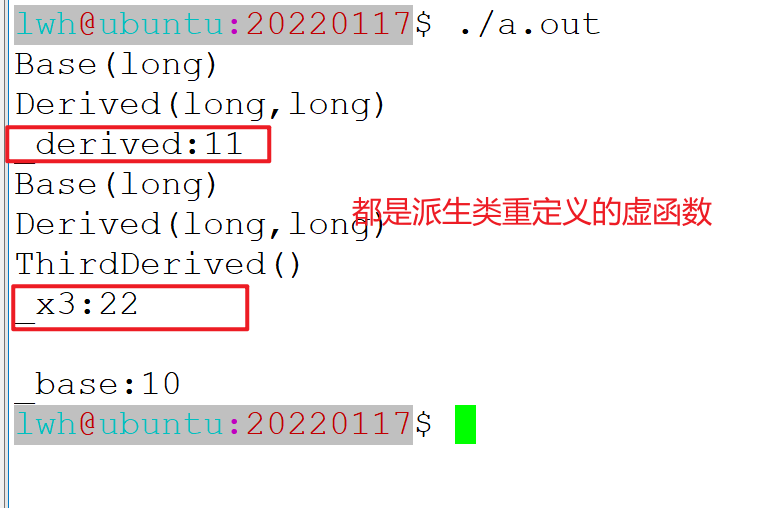 lwh@ubuntu:20220117$ ./a.out
Base(long)
Derived(long,long)
_derived:11
Base(long)
都是派生类重定义的虚函数
Derived(long,long)
ThirdDerived()
_x3:22
_base:10
lwh@ubuntu:20220117$